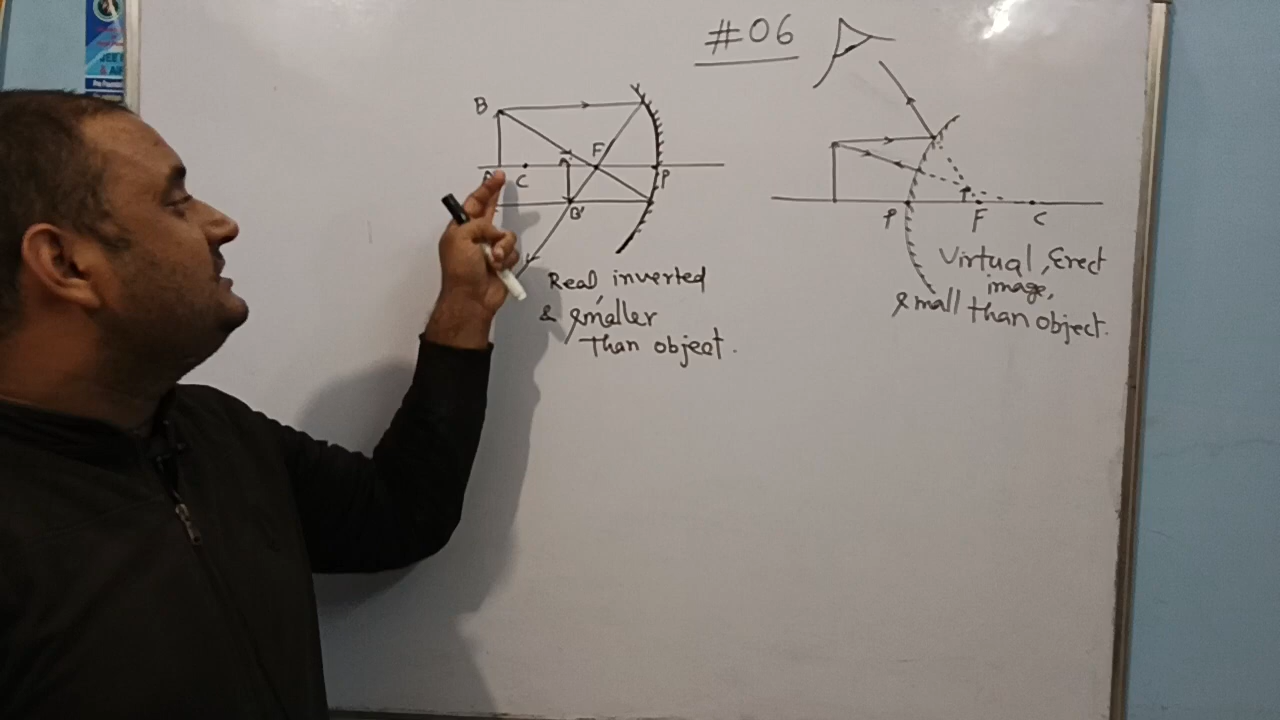 #06
B
F
A
C
P
B'
Real, inverted
& smaller
than object.
P
F
C
Virtual, Erect
image,
small than object.